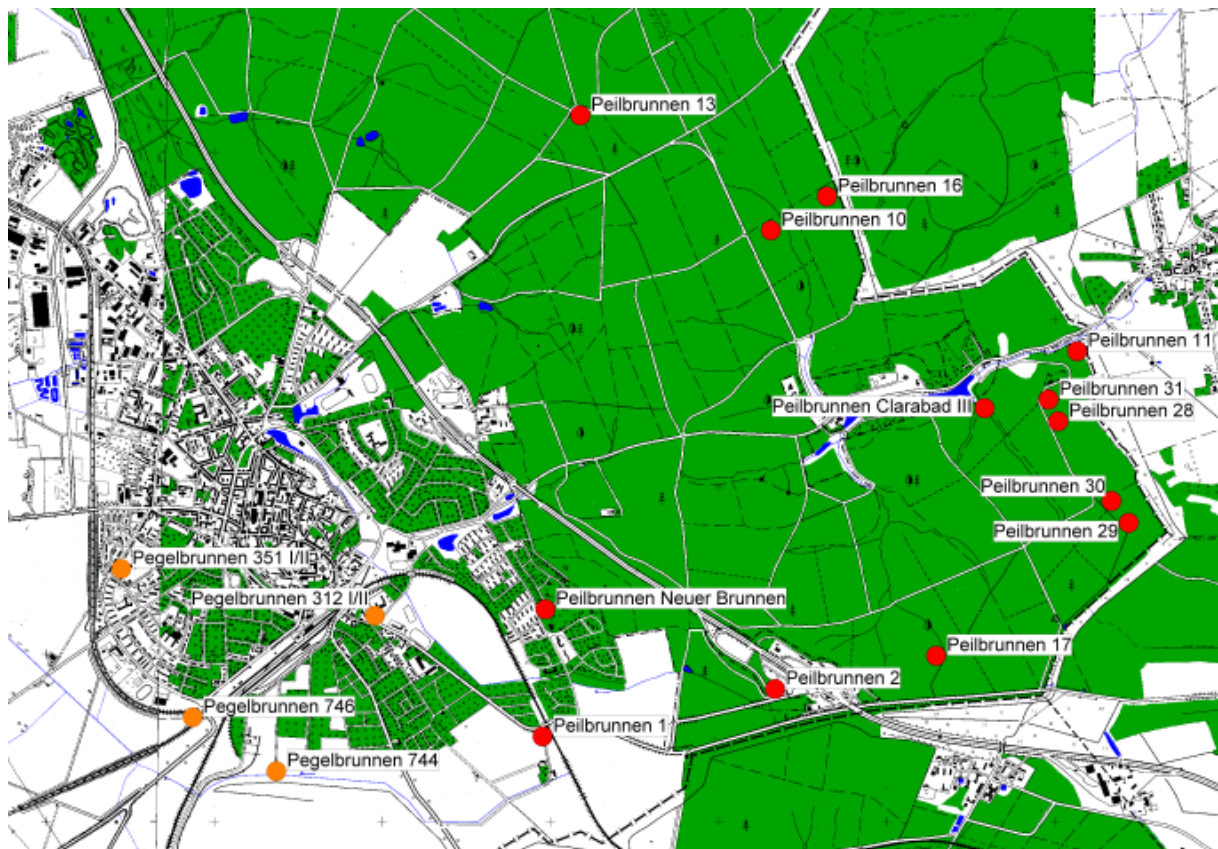 Peilbrunnen 13
Peilbrunnen 16
Peilbrunnen 10
Peilbrunnen 11
Peilbrunnen 31
Peilbrunnen Clarabad III
Peilbrunnen 28
Peilbrunnen 30
Peilbrunnen 29
Pegelbrunnen 351 I/II
Pegelbrunnen 312 I/II
Peilbrunnen Neuer Brunnen
Peilbrunnen 17
Peilbrunnen 2
Pegelbrunnen 746
Peilbrunnen 1
Pegelbrunnen 744